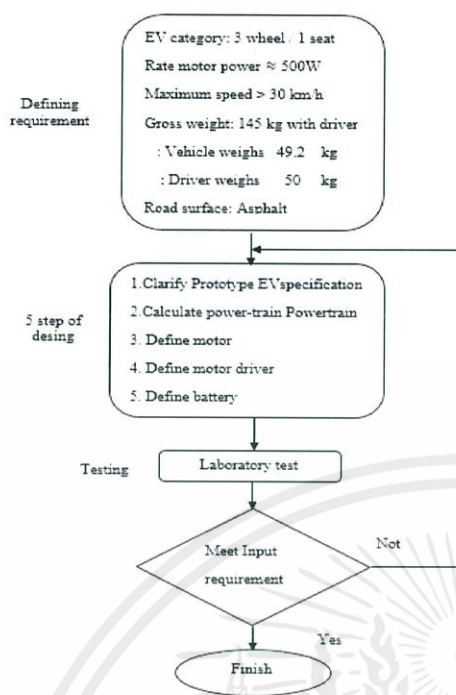 EV category: 3 wheel / 1 seat
Rate motor power ≈ 500W
Maximum speed > 30 km/h
Defining
requirement
Gross weight: 145 kg with driver
: Vehicle weighs 49.2 kg
: Driver weighs 50 kg
Road surface: Asphalt
5 step of
desing
1.Clarify Prototype EVspecification
2.Calculate power-train Powertrain
3. Define motor
4. Define motor driver
5. Define battery
Testing
Laboratory test
Meet Input
requirement
Not
Yes
Finish